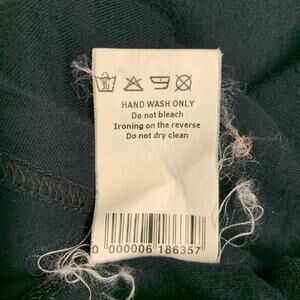 30
HAND WASH ONLY
Do not bleach
Ironing on the reverse
Do not dry clean
0 000006 186357